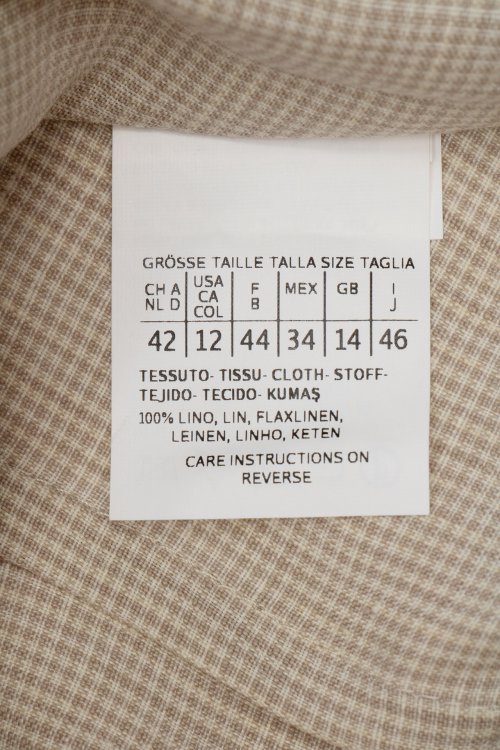 GRÖSSE TAILLE TALLA SIZE TAGLIA
CH A NL D | USA CA COL | F B | MEX | GB | I J
42 | 12 | 44 | 34 | 14 | 46
TESSUTO- TISSU- CLOTH- STOFF-
TEJIDO- TECIDO- KUMAŞ
100% LINO, LIN, FLAXLINEN,
LEINEN, LINHO, KETEN
CARE INSTRUCTIONS ON
REVERSE